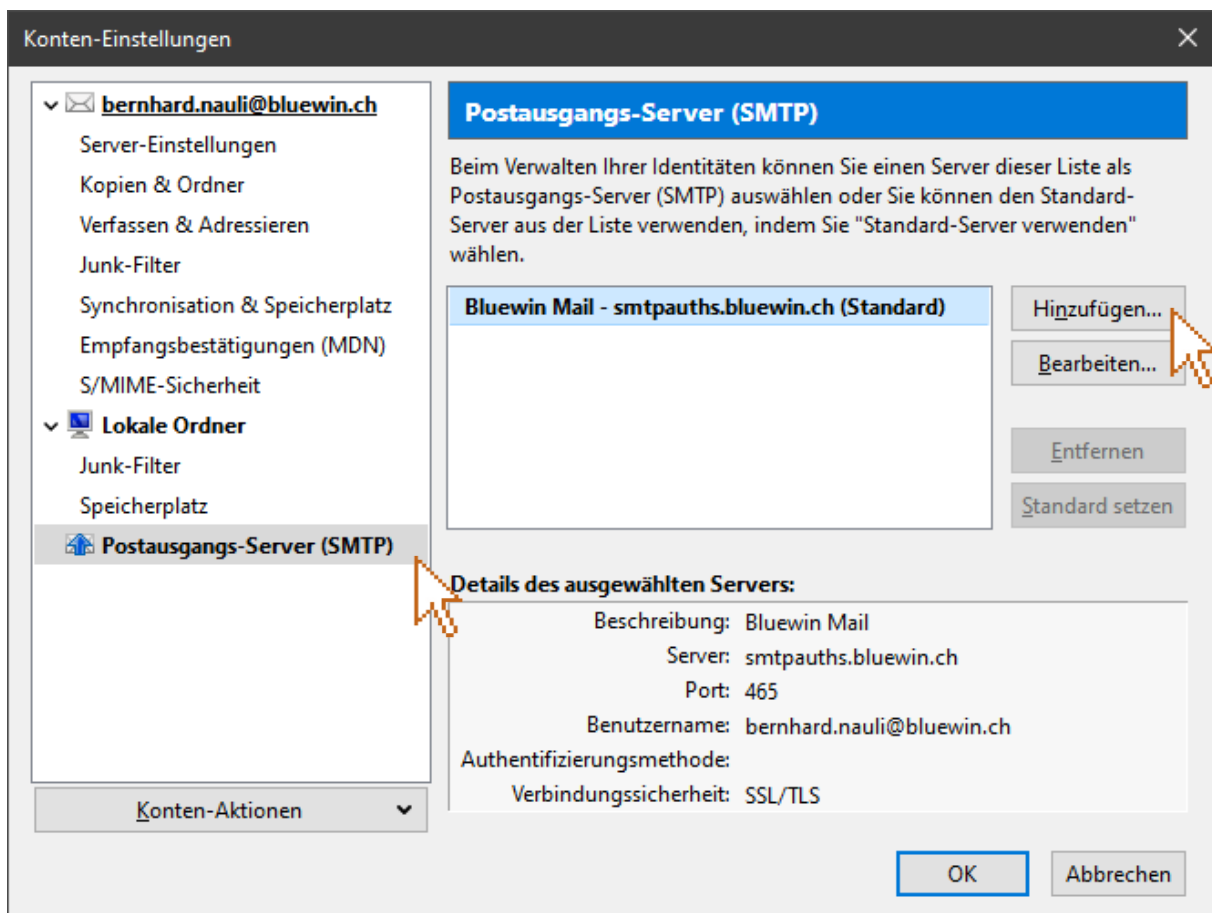 Konten-Einstellungen
bernhard.nauli@bluewin.ch
Server-Einstellungen
Kopien & Ordner
Verfassen & Adressieren
Junk-Filter
Synchronisation & Speicherplatz
Empfangsbestätigungen (MDN)
S/MIME-Sicherheit
Lokale Ordner
Junk-Filter
Speicherplatz
Postausgangs-Server (SMTP)
Konten-Aktionen
Postausgangs-Server (SMTP)
Beim Verwalten Ihrer Identitäten können Sie einen Server dieser Liste als
Postausgangs-Server (SMTP) auswählen oder Sie können den Standard-
Server aus der Liste verwenden, indem Sie "Standard-Server verwenden"
wählen.
Bluewin Mail - smtpauths.bluewin.ch (Standard)
Hinzufügen...
Bearbeiten...
Entfernen
Standard setzen
Details des ausgewählten Servers:
Beschreibung: Bluewin Mail
Server: smtpauths.bluewin.ch
Port: 465
Benutzername: bernhard.nauli@bluewin.ch
Authentifizierungsmethode:
Verbindungssicherheit: SSL/TLS
OK
Abbrechen